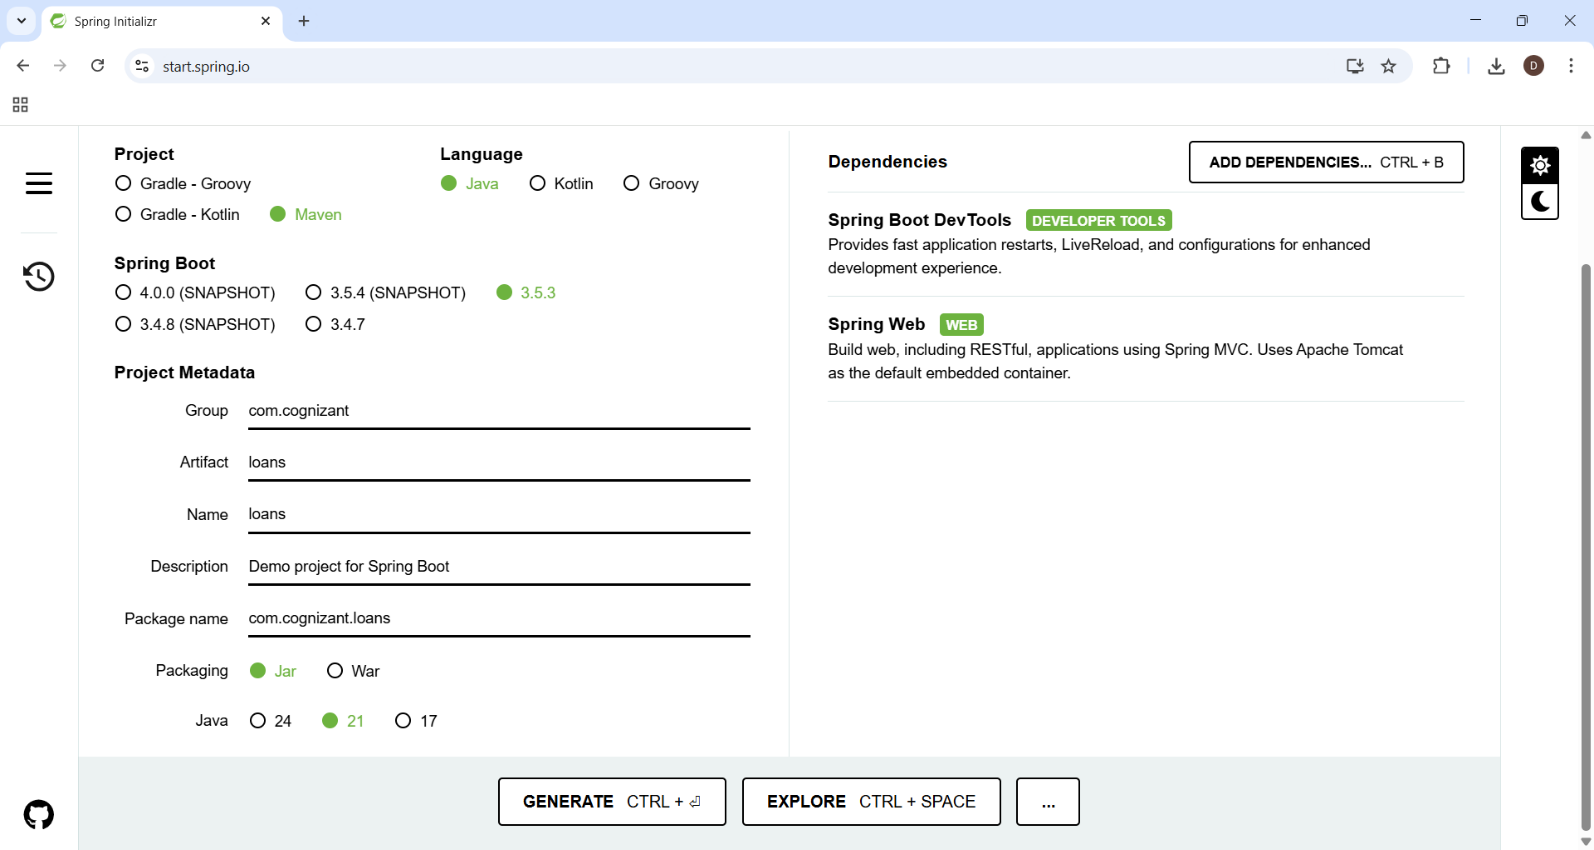 Spring Initializr
start.spring.io
D
Project
Gradle - Groovy
Gradle - Kotlin
Maven
Language
Java
Kotlin
Groovy
Spring Boot
4.0.0 (SNAPSHOT)
3.5.4 (SNAPSHOT)
3.5.3
3.4.8 (SNAPSHOT)
3.4.7
Project Metadata
Group
com.cognizant
Artifact
loans
Name
loans
Description
Demo project for Spring Boot
Package name
com.cognizant.loans
Packaging
Jar
War
Java
24
21
17
Dependencies
ADD DEPENDENCIES... CTRL + B
Spring Boot DevTools DEVELOPER TOOLS
Provides fast application restarts, LiveReload, and configurations for enhanced
development experience.
Spring Web WEB
Build web, including RESTful, applications using Spring MVC. Uses Apache Tomcat
as the default embedded container.
GENERATE CTRL + ⏎
EXPLORE CTRL + SPACE
...